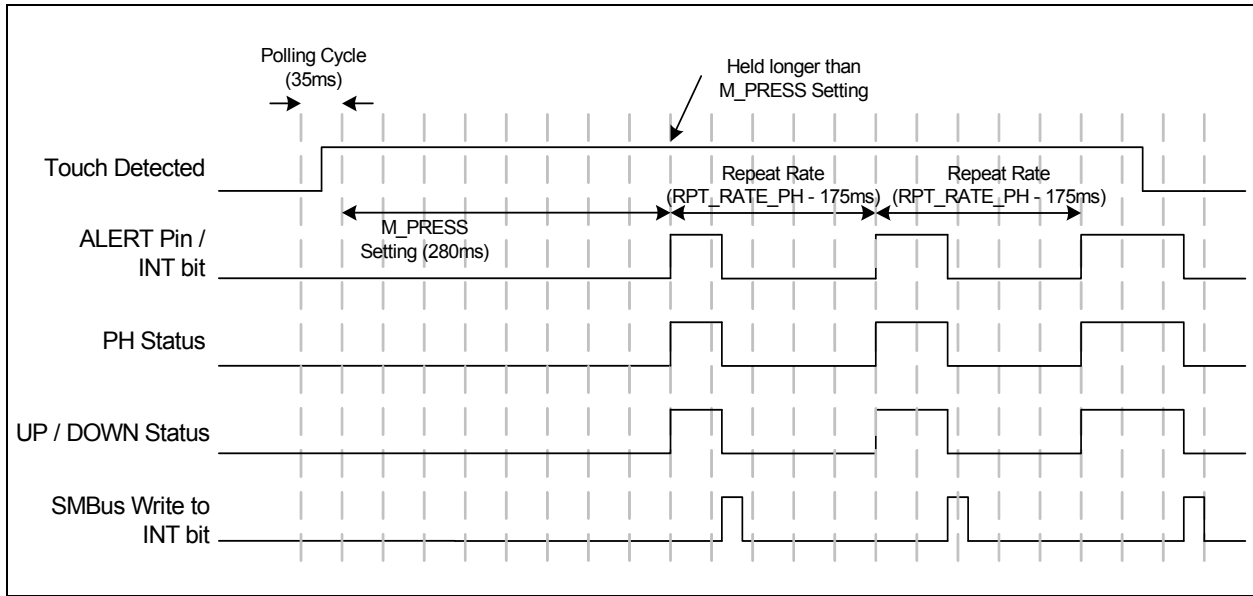 Polling Cycle
(35ms)
Held longer than
M_PRESS Setting
Touch Detected
Repeat Rate
(RPT_RATE_PH - 175ms)
Repeat Rate
(RPT_RATE_PH - 175ms)
M_PRESS
Setting (280ms)
ALERT Pin /
INT bit
PH Status
UP / DOWN Status
SMBus Write to
INT bit